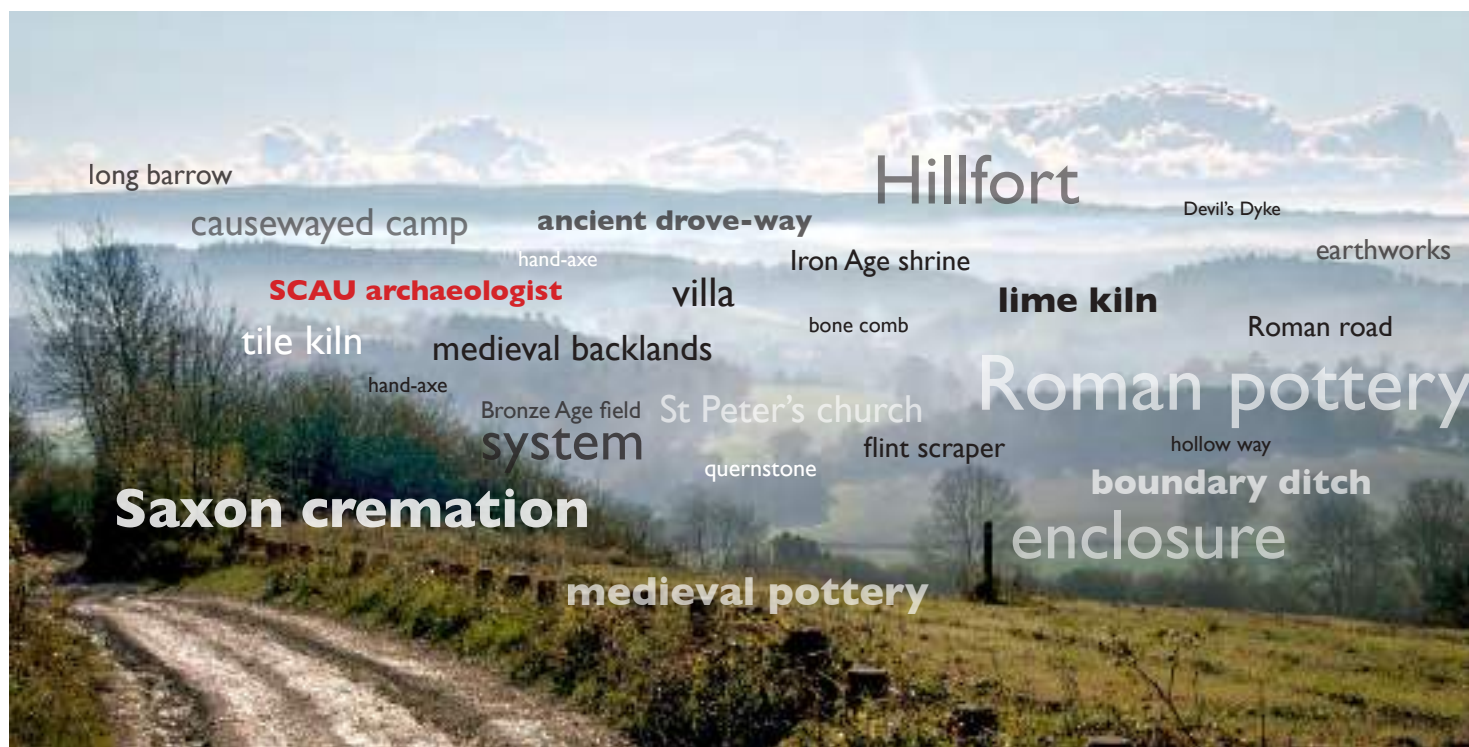 long barrow
Hillfort
Devil's Dyke
causewayed camp
ancient drove-way
earthworks
hand-axe
Iron Age shrine
SCAU archaeologist
villa
lime kiln
bone comb
Roman road
tile kiln
medieval backlands
hand-axe
Roman pottery
Bronze Age field
system
St Peter's church
flint scraper
hollow way
quernstone
boundary ditch
Saxon cremation
enclosure
medieval pottery